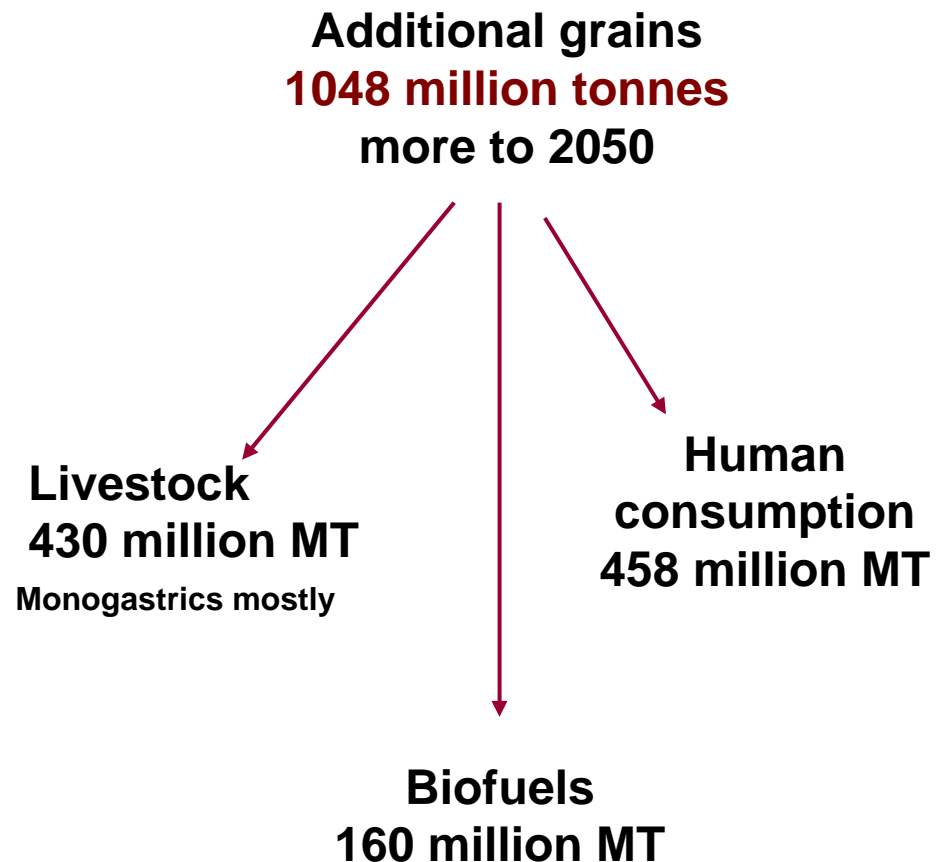 Additional grains
1048 million tonnes
more to 2050
Livestock
430 million MT
Monogastrics mostly
Human
consumption
458 million MT
Biofuels
160 million MT